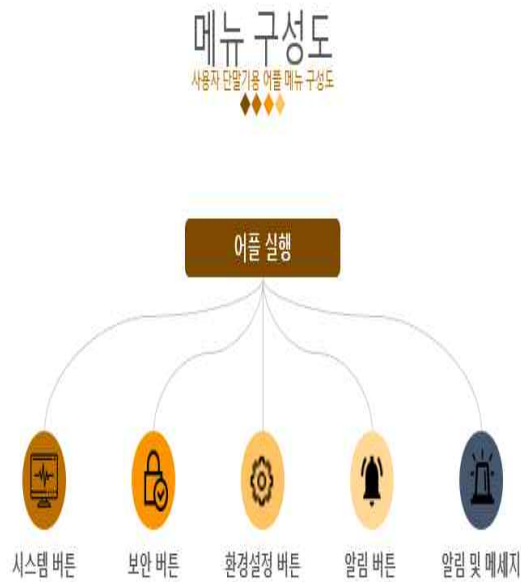 메뉴 구성도
사용자 단말기용 어플 메뉴 구성도
어플 실행
시스템 버튼
보안 버튼
환경설정 버튼
알림 버튼
알림 및 메세지